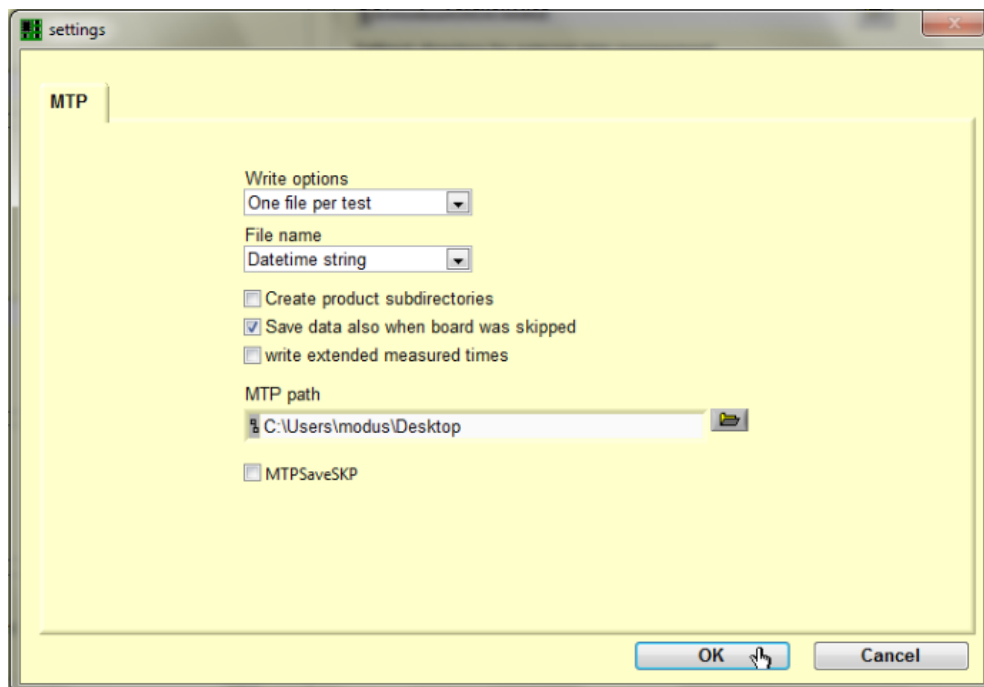 settings
MTP
Write options
One file per test
File name
Datetime string
Create product subdirectories
Save data also when board was skipped
write extended measured times
MTP path
C:\Users\modus\Desktop
MTPSaveSKP
OK
Cancel